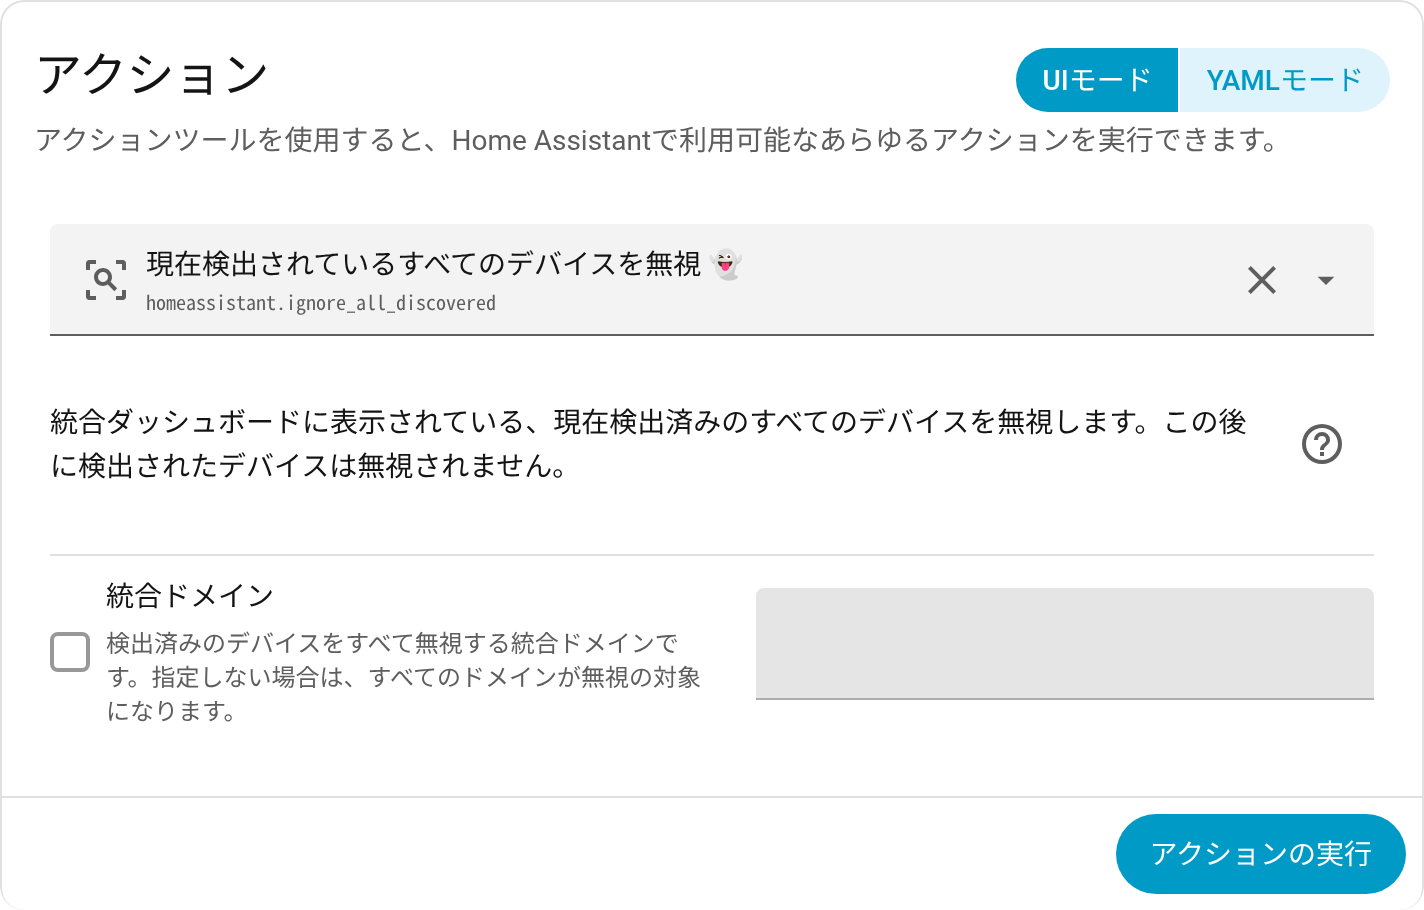 アクション
UIモード
YAMLモード
アクションツールを使用すると、Home Assistantで利用可能なあらゆるアクションを実行できます。
現在検出されているすべてのデバイスを無視 👻
homeassistant.ignore_all_discovered
統合ダッシュボードに表示されている、現在検出済みのすべてのデバイスを無視します。この後
に検出されたデバイスは無視されません。
統合ドメイン
検出済みのデバイスをすべて無視する統合ドメインで
す。指定しない場合は、すべてのドメインが無視の対象
になります。
アクションの実行